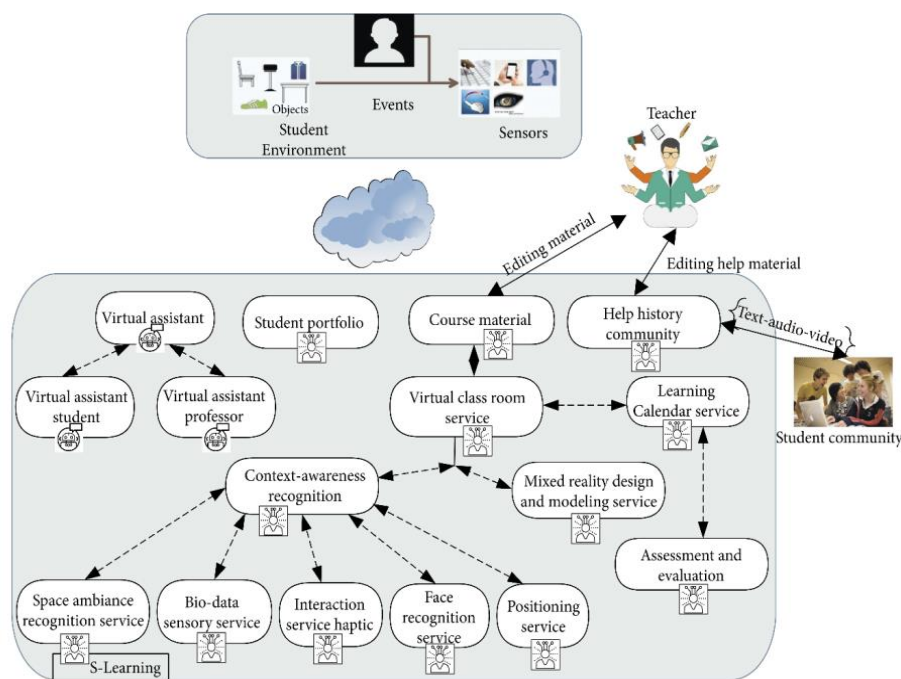 Objects
Student
Environment
Events
Sensors
Teacher
Editing material
Editing help material
Virtual assistant
Student portfolio
Course material
Help history
community
Text-audio-video
Virtual assistant
student
Virtual assistant
professor
Virtual class room
service
Learning
Calendar service
Student community
Context-awareness
recognition
Mixed reality design
and modeling service
Assessment and
evaluation
Space ambiance
recognition service
Bio-data
sensory service
Interaction
service haptic
Face
recognition
service
Positioning
service
S-Learning